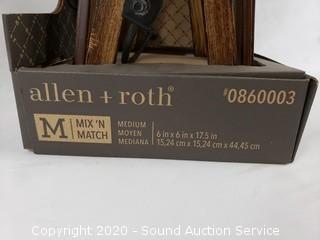 allen + roth®
#0860003
M
MIX 'N
MATCH
MEDIUM
MOYEN
MEDIANA
6 in x 6 in x 17.5 in
15,24 cm x 15,24 cm x 44,45 cm
Copyright 2020 - Sound Auction Service